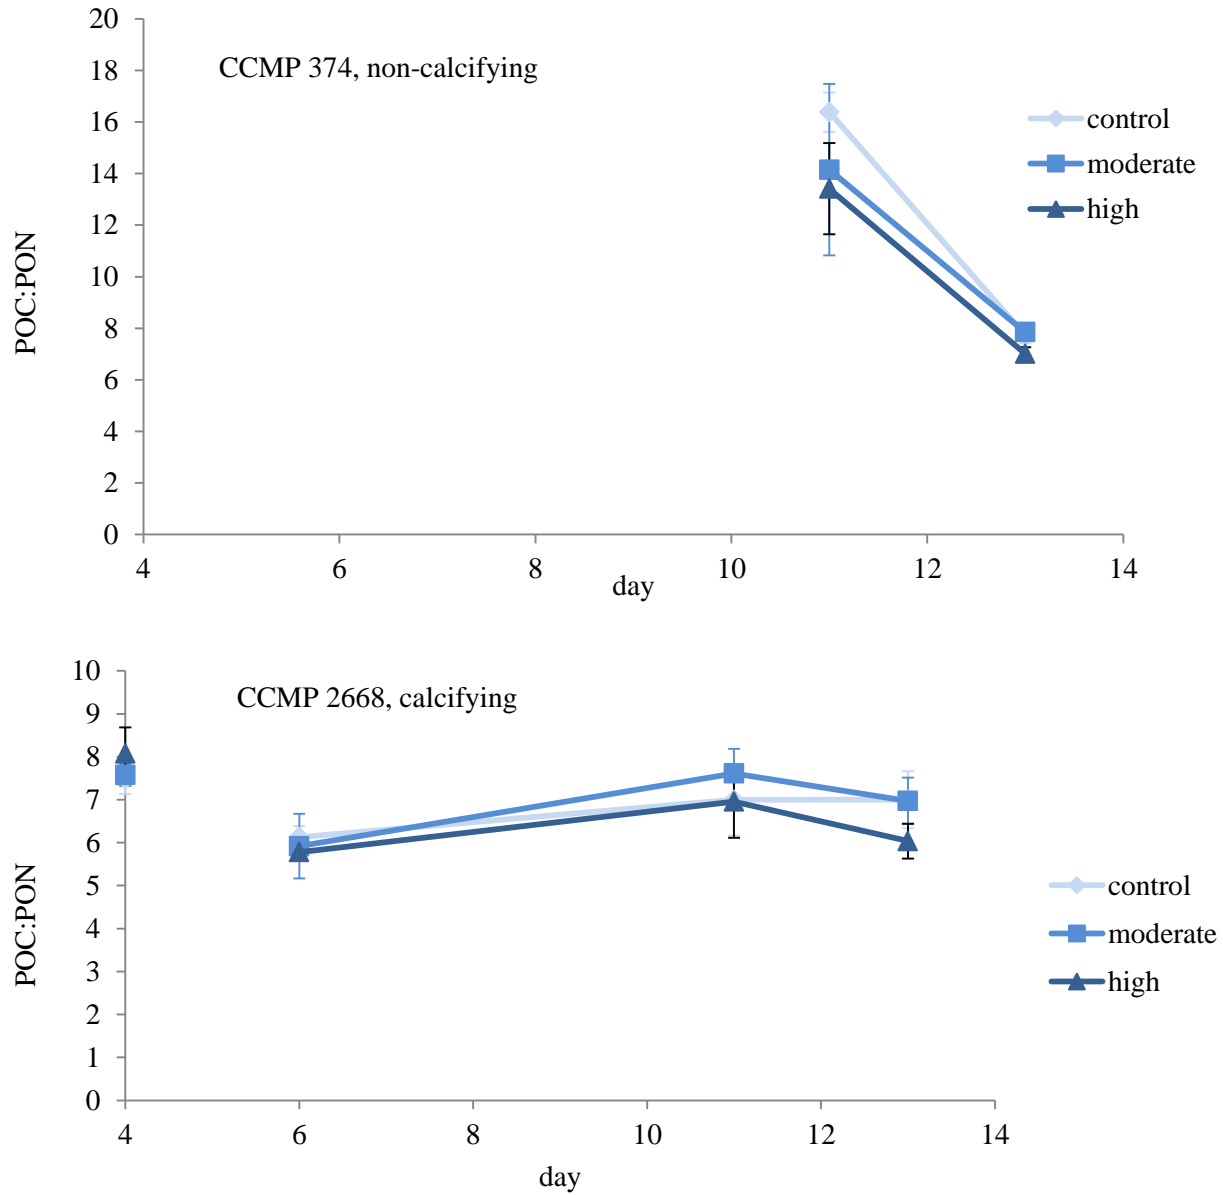 20
18
16
14
12
10
8
6
4
2
0
POC:PON
CCMP 374, non-calcifying
control
moderate
high
4 6 8 10 12 14
day
10
9
8
7
6
5
4
3
2
1
0
POC:PON
CCMP 2668, calcifying
control
moderate
high
4 6 8 10 12 14
day